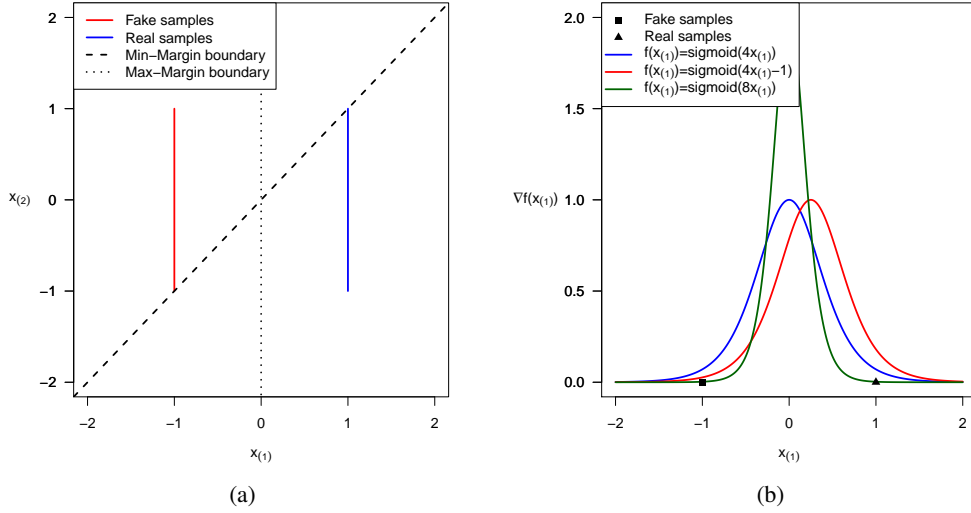 Fake samples
Real samples
Min−Margin boundary
Max−Margin boundary
2
1
0
−1
−2
x(2)
−2 −1 0 1 2
x(1)
(a)
Fake samples
Real samples
f(x(1))=sigmoid(4x(1))
f(x(1))=sigmoid(4x(1)−1)
f(x(1))=sigmoid(8x(1))
2.0
1.5
1.0
0.5
0.0
∇f(x(1))
−2 −1 0 1 2
x(1)
(b)